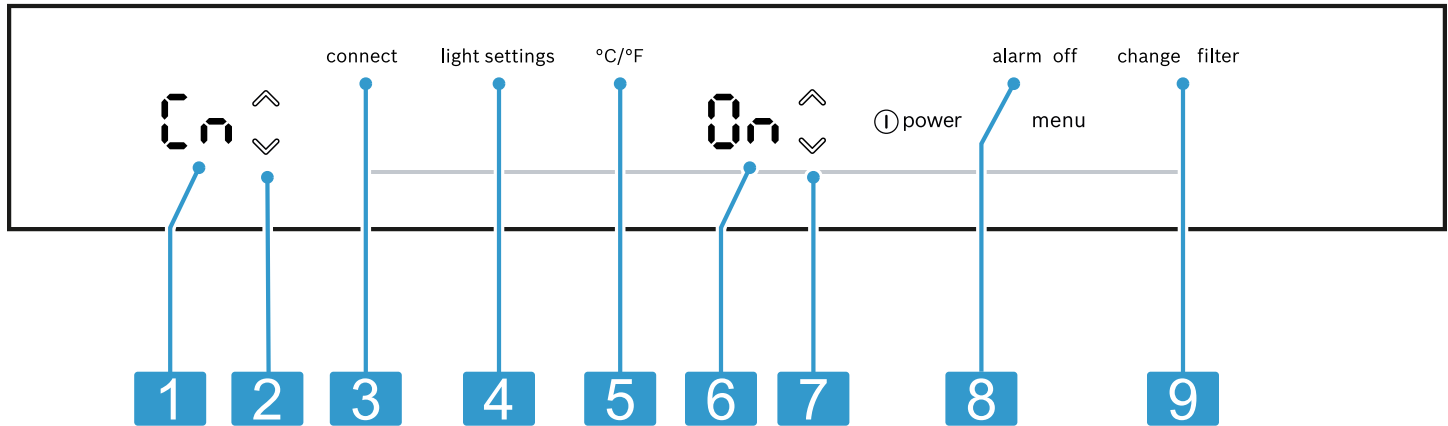 connect light settings °C/°F alarm off change filter
Cn On power menu
1 2 3 4 5 6 7 8 9